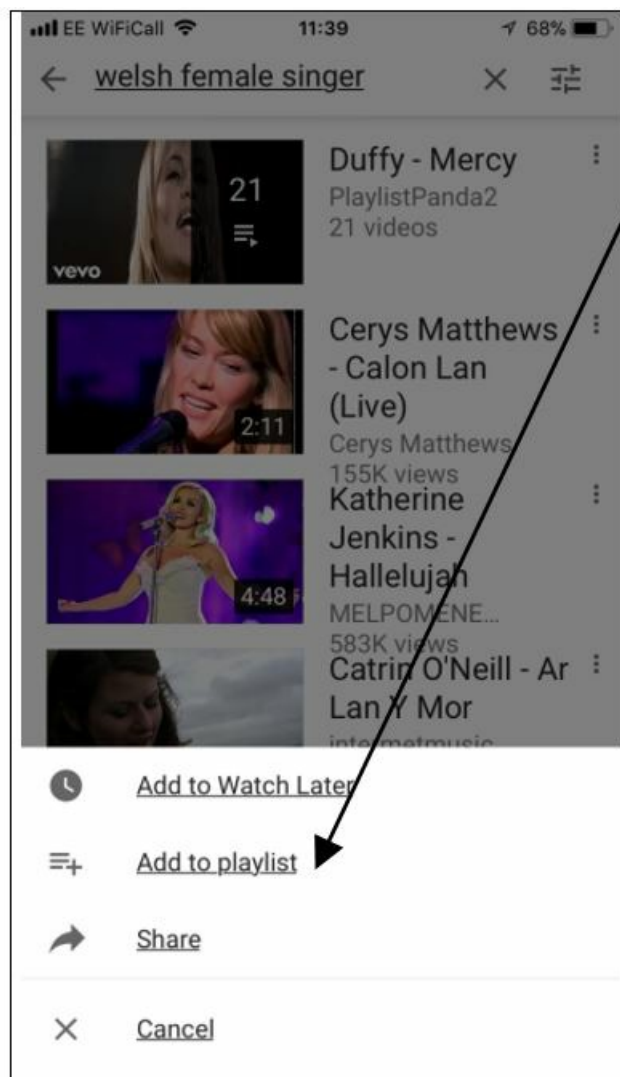 EE WiFiCall 11:39 68%
welsh female singer
21
vevo
Duffy - Mercy
PlaylistPanda2
21 videos
2:11
Cerys Matthews
- Calon Lan
(Live)
Cerys Matthews
155K views
4:48
Katherine
Jenkins -
Hallelujah
MELPOMENE...
583K views
Catrin O'Neill - Ar
Lan Y Mor
internetmusic
Add to Watch Later
Add to playlist
Share
Cancel